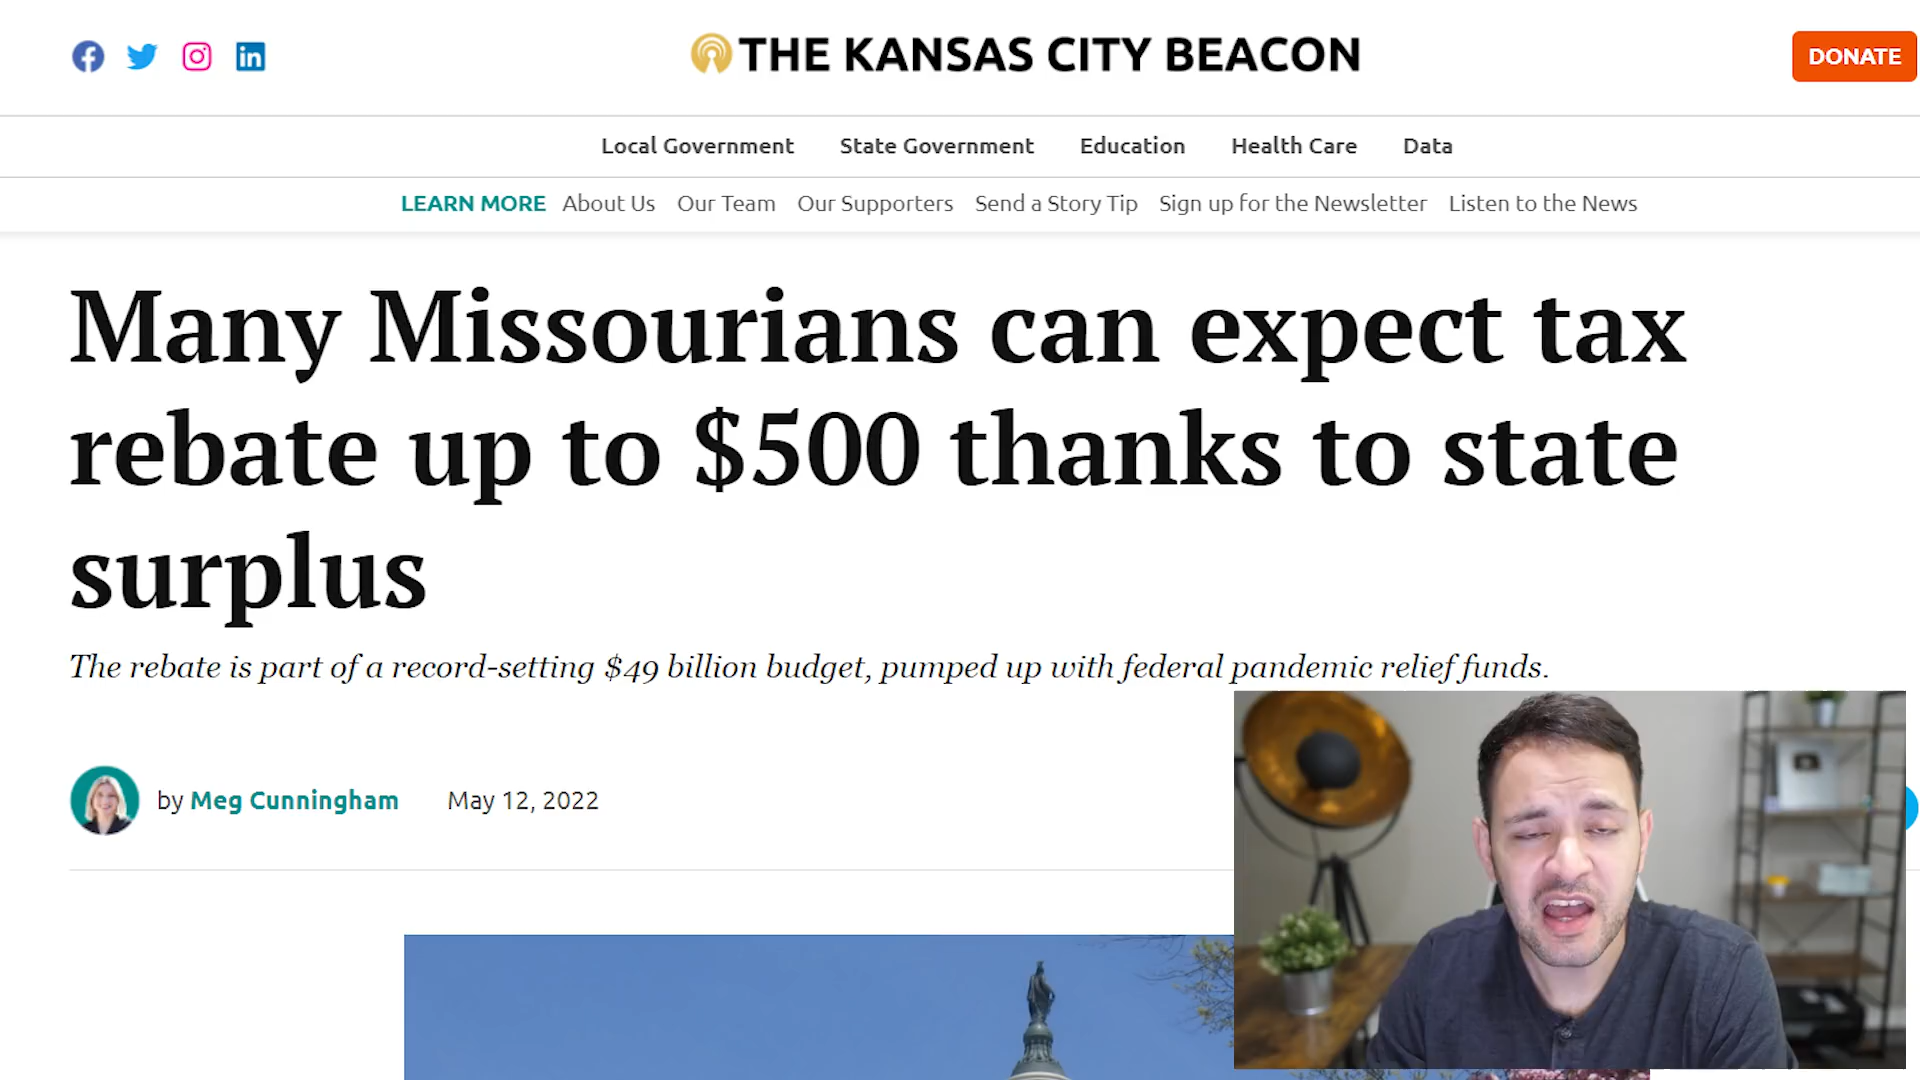 THE KANSAS CITY BEACON
DONATE
Local Government State Government Education Health Care Data
LEARN MORE About Us Our Team Our Supporters Send a Story Tip Sign up for the Newsletter Listen to the News
Many Missourians can expect tax
rebate up to $500 thanks to state
surplus
The rebate is part of a record-setting $49 billion budget, pumped up with federal pandemic relief funds.
by Meg Cunningham May 12, 2022